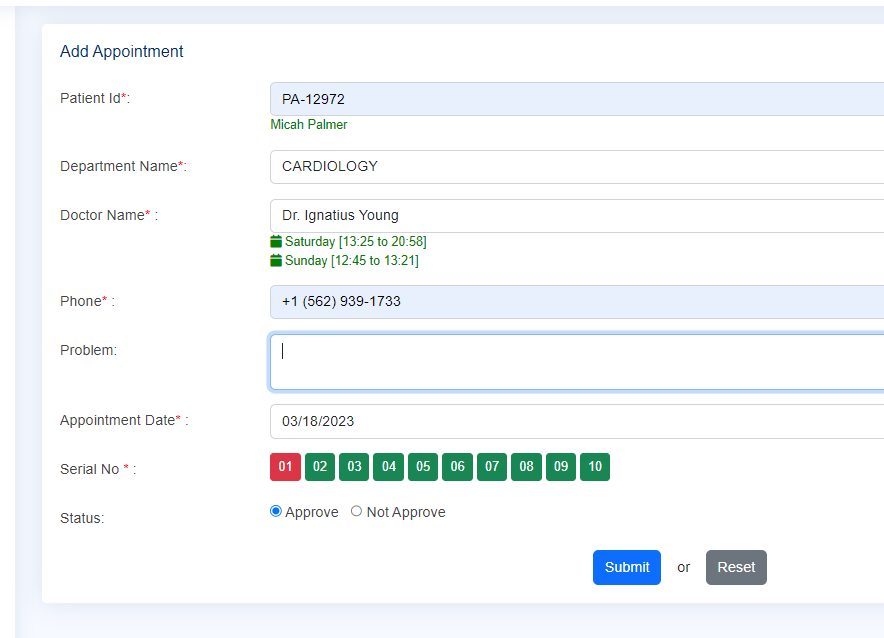 Add Appointment
Patient Id*:
PA-12972
Micah Palmer
Department Name*:
CARDIOLOGY
Doctor Name* :
Dr. Ignatius Young
Saturday [13:25 to 20:58]
Sunday [12:45 to 13:21]
Phone* :
+1 (562) 939-1733
Problem:
Appointment Date* :
03/18/2023
Serial No * :
01 02 03 04 05 06 07 08 09 10
Status:
Approve Not Approve
Submit or Reset